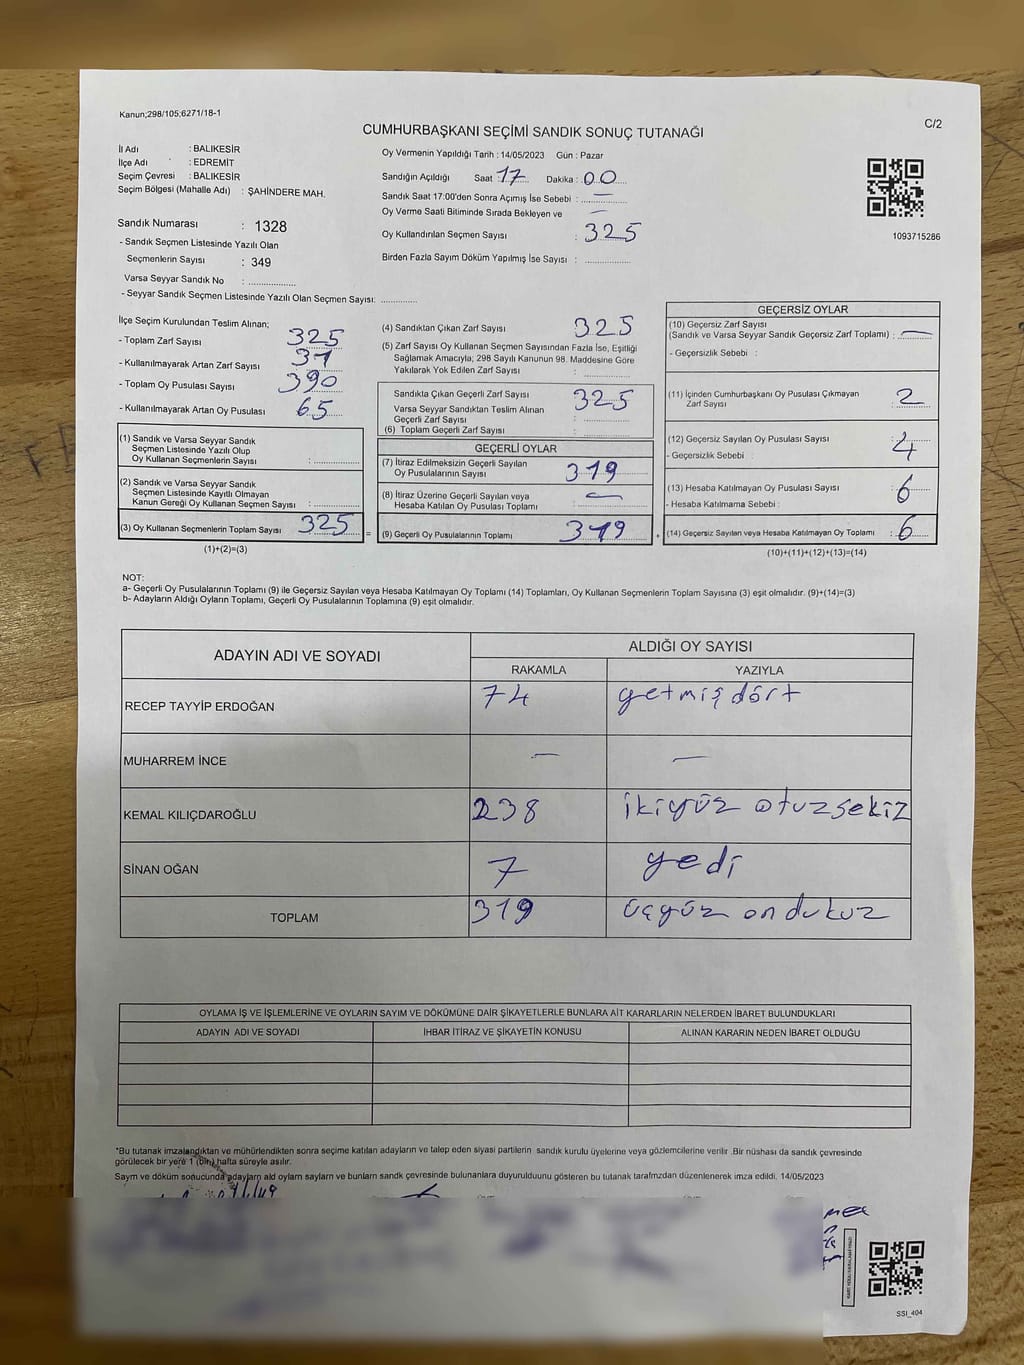 Kanun;298/105;6271/18-1
C/2
CUMHURBAŞKANI SEÇİMİ SANDIK SONUÇ TUTANAĞI
İl Adı : BALIKESİR
İlçe Adı : EDREMİT
Seçim Çevresi : BALIKESİR
Seçim Bölgesi (Mahalle Adı) : ŞAHİNDERE MAH.
Sandık Numarası : 1328
- Sandık Seçmen Listesinde Yazılı Olan
Seçmenlerin Sayısı : 349
Varsa Seyyar Sandık No : ..............
- Seyyar Sandık Seçmen Listesinde Yazılı Olan Seçmen Sayısı: ............
Oy Vermenin Yapıldığı Tarih : 14/05/2023 Gün : Pazar
Sandığın Açıldığı Saat : 17 Dakika : 00
Sandık Saat 17:00'den Sonra Açımış İse Sebebi : —
Oy Verme Saati Bitiminde Sırada Bekleyen ve —
Oy Kullandırılan Seçmen Sayısı : 325
Birden Fazla Sayım Döküm Yapılmış İse Sayısı : ..............
1093715286
İlçe Seçim Kurulundan Teslim Alınan;
- Toplam Zarf Sayısı 325
- Kullanılmayarak Artan Zarf Sayısı 31
- Toplam Oy Pusulası Sayısı 390
- Kullanılmayarak Artan Oy Pusulası 65
(1) Sandık ve Varsa Seyyar Sandık
Seçmen Listesinde Yazılı Olup
Oy Kullanan Seçmenlerin Sayısı : ..............
(2) Sandık ve Varsa Seyyar Sandık
Seçmen Listesinde Kayıtlı Olmayan
Kanun Gereği Oy Kullanan Seçmen Sayısı : ..............
(3) Oy Kullanan Seçmenlerin Toplam Sayısı 325 =
(1)+(2)=(3)
(4) Sandıktan Çıkan Zarf Sayısı 325
(5) Zarf Sayısı Oy Kullanan Seçmen Sayısından Fazla İse, Eşitliği
Sağlamak Amacıyla; 298 Sayılı Kanunun 98. Maddesine Göre
Yakılarak Yok Edilen Zarf Sayısı : ..............
Sandıkta Çıkan Geçerli Zarf Sayısı 325
Varsa Seyyar Sandıktan Teslim Alınan
Geçerli Zarf Sayısı : ..............
(6) Toplam Geçerli Zarf Sayısı : ..............
GEÇERLİ OYLAR
(7) İtiraz Edilmeksizin Geçerli Sayılan
Oy Pusulalarının Sayısı 319
(8) İtiraz Üzerine Geçerli Sayılan veya
Hesaba Katılan Oy Pusulası Toplamı —
(9) Geçerli Oy Pusulalarının Toplamı 319 +
GEÇERSİZ OYLAR
(10) Geçersiz Zarf Sayısı
(Sandık ve Varsa Seyyar Sandık Geçersiz Zarf Toplamı) : —
- Geçersizlik Sebebi :
(11) İçinden Cumhurbaşkanı Oy Pusulası Çıkmayan
Zarf Sayısı : 2
(12) Geçersiz Sayılan Oy Pusulası Sayısı : 4
- Geçersizlik Sebebi :
(13) Hesaba Katılmayan Oy Pusulası Sayısı : 6
- Hesaba Katılmama Sebebi :
(14) Geçersiz Sayılan veya Hesaba Katılmayan Oy Toplamı : 6
(10)+(11)+(12)+(13)=(14)
NOT:
a- Geçerli Oy Pusulalarının Toplamı (9) ile Geçersiz Sayılan veya Hesaba Katılmayan Oy Toplamı (14) Toplamları, Oy Kullanan Seçmenlerin Toplam Sayısına (3) eşit olmalıdır. (9)+(14)=(3)
b- Adayların Aldığı Oyların Toplamı, Geçerli Oy Pusulalarının Toplamına (9) eşit olmalıdır.
ADAYIN ADI VE SOYADI
ALDIĞI OY SAYISI
RAKAMLA YAZIYLA
RECEP TAYYİP ERDOĞAN 74 yetmişdört
MUHARREM İNCE — —
KEMAL KILIÇDAROĞLU 238 ikiyüz otuzsekiz
SİNAN OĞAN 7 yedi
TOPLAM 319 üçyüz ondukuz
OYLAMA İŞ VE İŞLEMLERİNE VE OYLARIN SAYIM VE DÖKÜMÜNE DAİR ŞİKAYETLERLE BUNLARA AİT KARARLARIN NELERDEN İBARET BULUNDUKLARI
ADAYIN ADI VE SOYADI İHBAR İTİRAZ VE ŞİKAYETİN KONUSU ALINAN KARARIN NEDEN İBARET OLDUĞU
*Bu tutanak imzalandıktan ve mühürlendikten sonra seçime katılan adayların ve talep eden siyasi partilerin sandık kurulu üyelerine veya gözlemcilerine verilir .Bir nüshası da sandık çevresinde
görülecek bir yere 1 (bir) hafta süreyle asılır.
Saym ve döküm sonucunda adayların ald oyların sayların ve bunların sandk çevresinde bulunanlara duyurulduunu gösteren bu tutanak tarafmzdan düzenlenerek imza edildi. 14/05/2023
SSI_404